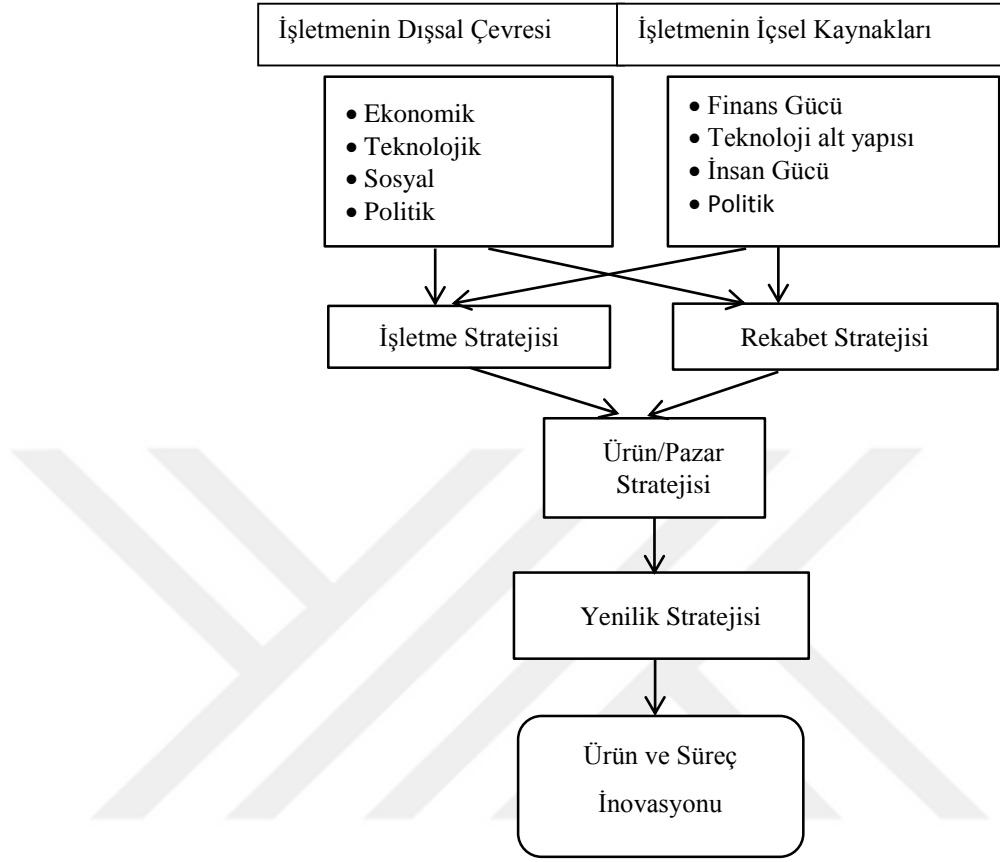 İşletmenin Dışsal Çevresi
İşletmenin İçsel Kaynakları
• Ekonomik
• Teknolojik
• Sosyal
• Politik
• Finans Gücü
• Teknoloji alt yapısı
• İnsan Gücü
• Politik
İşletme Stratejisi
Rekabet Stratejisi
Ürün/Pazar
Stratejisi
Yenilik Stratejisi
Ürün ve Süreç
İnovasyonu